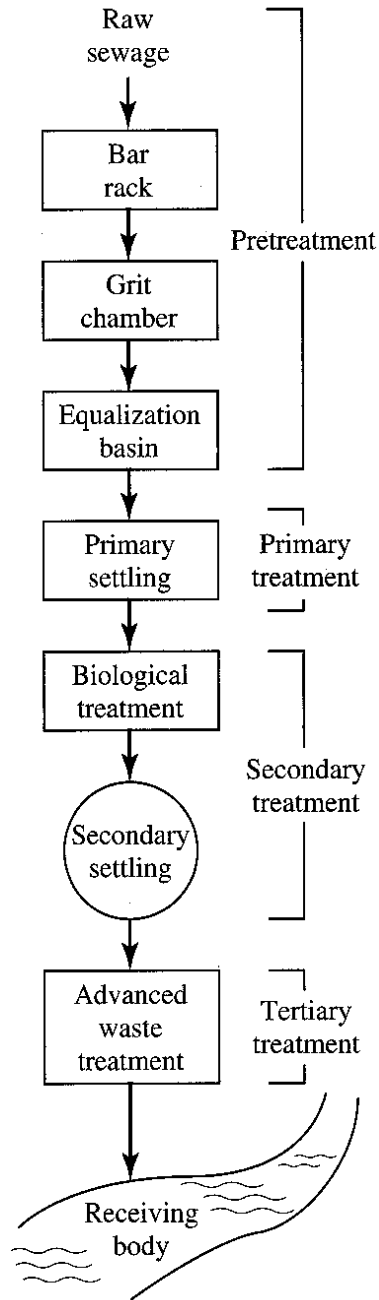 Raw
sewage
Bar
rack
Pretreatment
Grit
chamber
Equalization
basin
Primary
settling
Primary
treatment
Biological
treatment
Secondary
treatment
Secondary
settling
Advanced
waste
treatment
Tertiary
treatment
Receiving
body